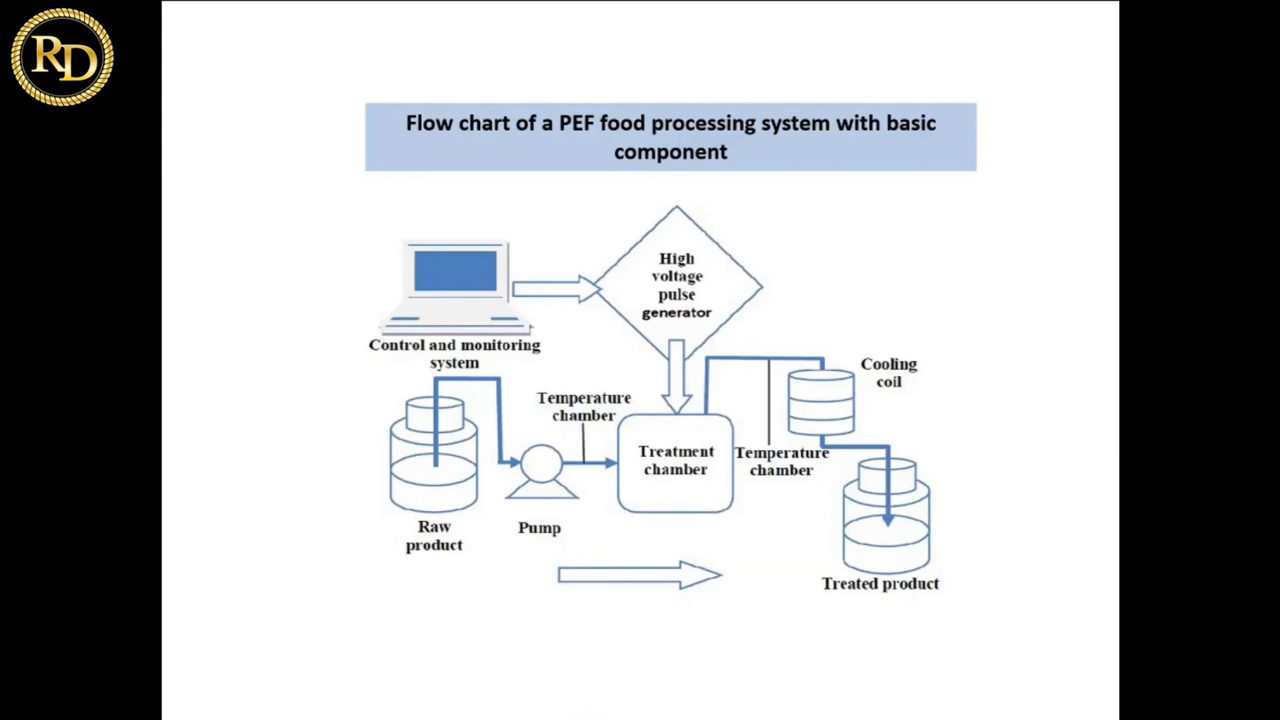 RD
Flow chart of a PEF food processing system with basic
component
High
voltage
pulse
generator
Control and monitoring
system
Cooling
coil
Temperature
chamber
Treatment
chamber
Temperature
chamber
Raw
product
Pump
Treated product